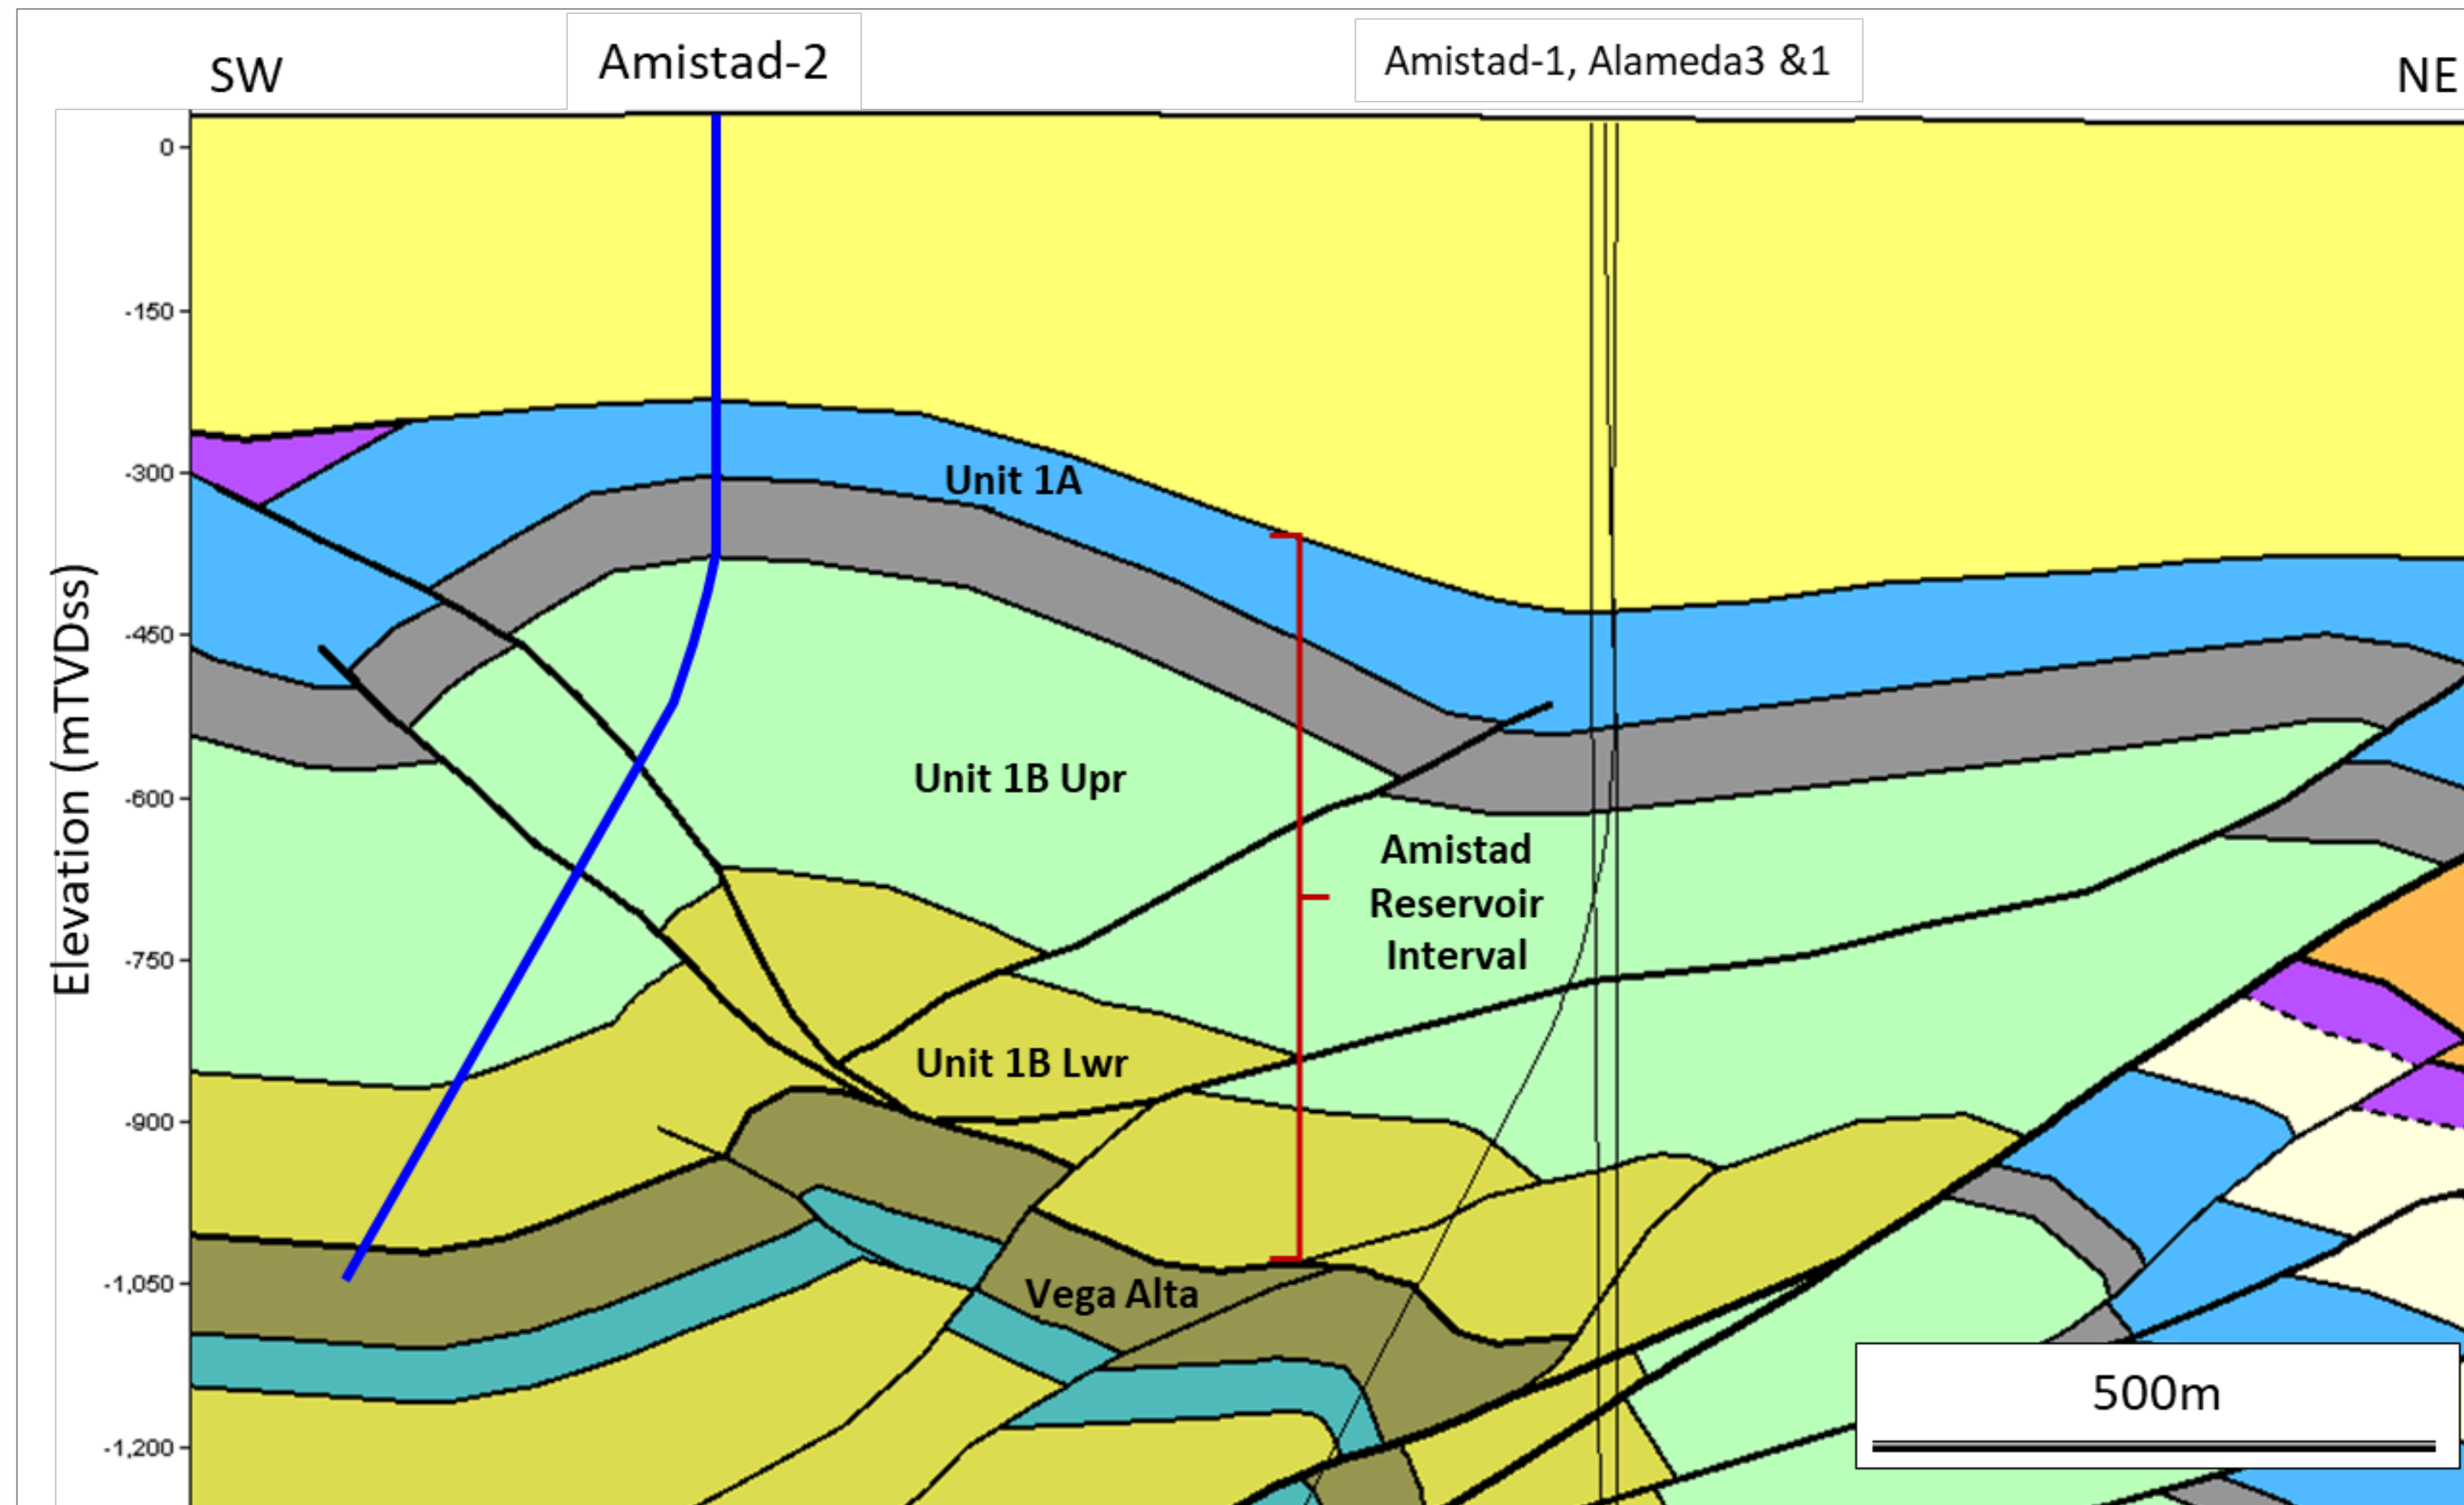 SW
Amistad-2
Amistad-1, Alameda3 &1
NE
Elevation (mTVDss)
0
-150
-300
-450
-600
-750
-900
-1,050
-1,200
Unit 1A
Unit 1B Upr
Amistad
Reservoir
Interval
Unit 1B Lwr
Vega Alta
500m